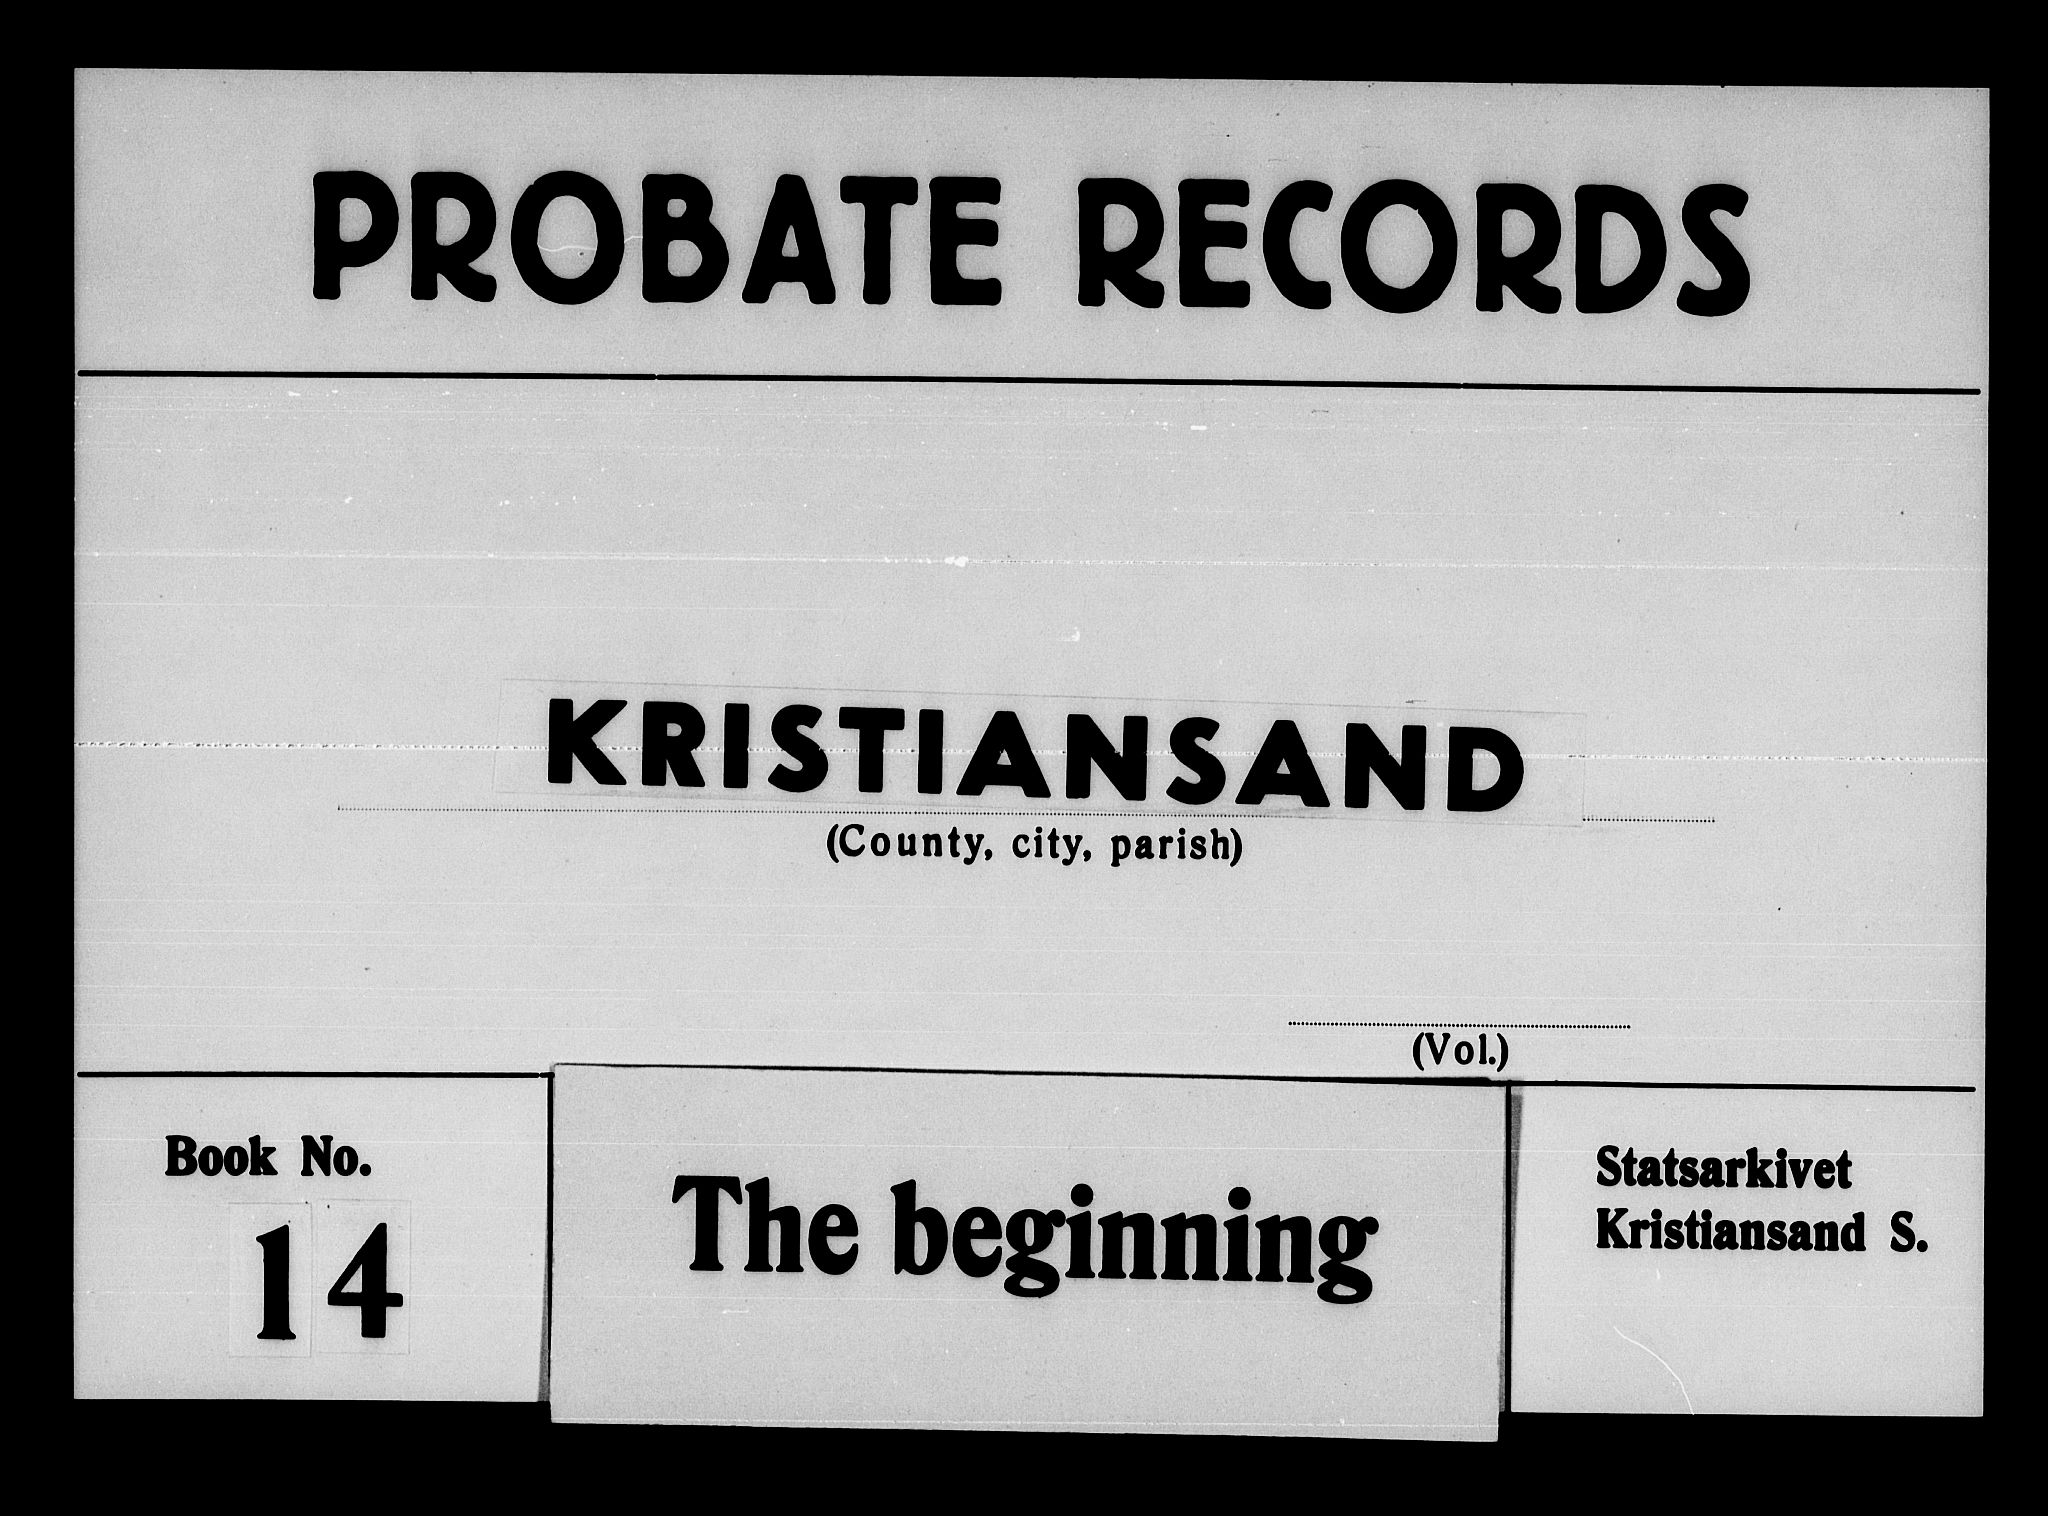 PROBATE RECORDS
KRISTIANSAND
(County, city, parish)
(Vol.)
Book No.
14
The beginning
Statsarkivet
Kristiansand S.